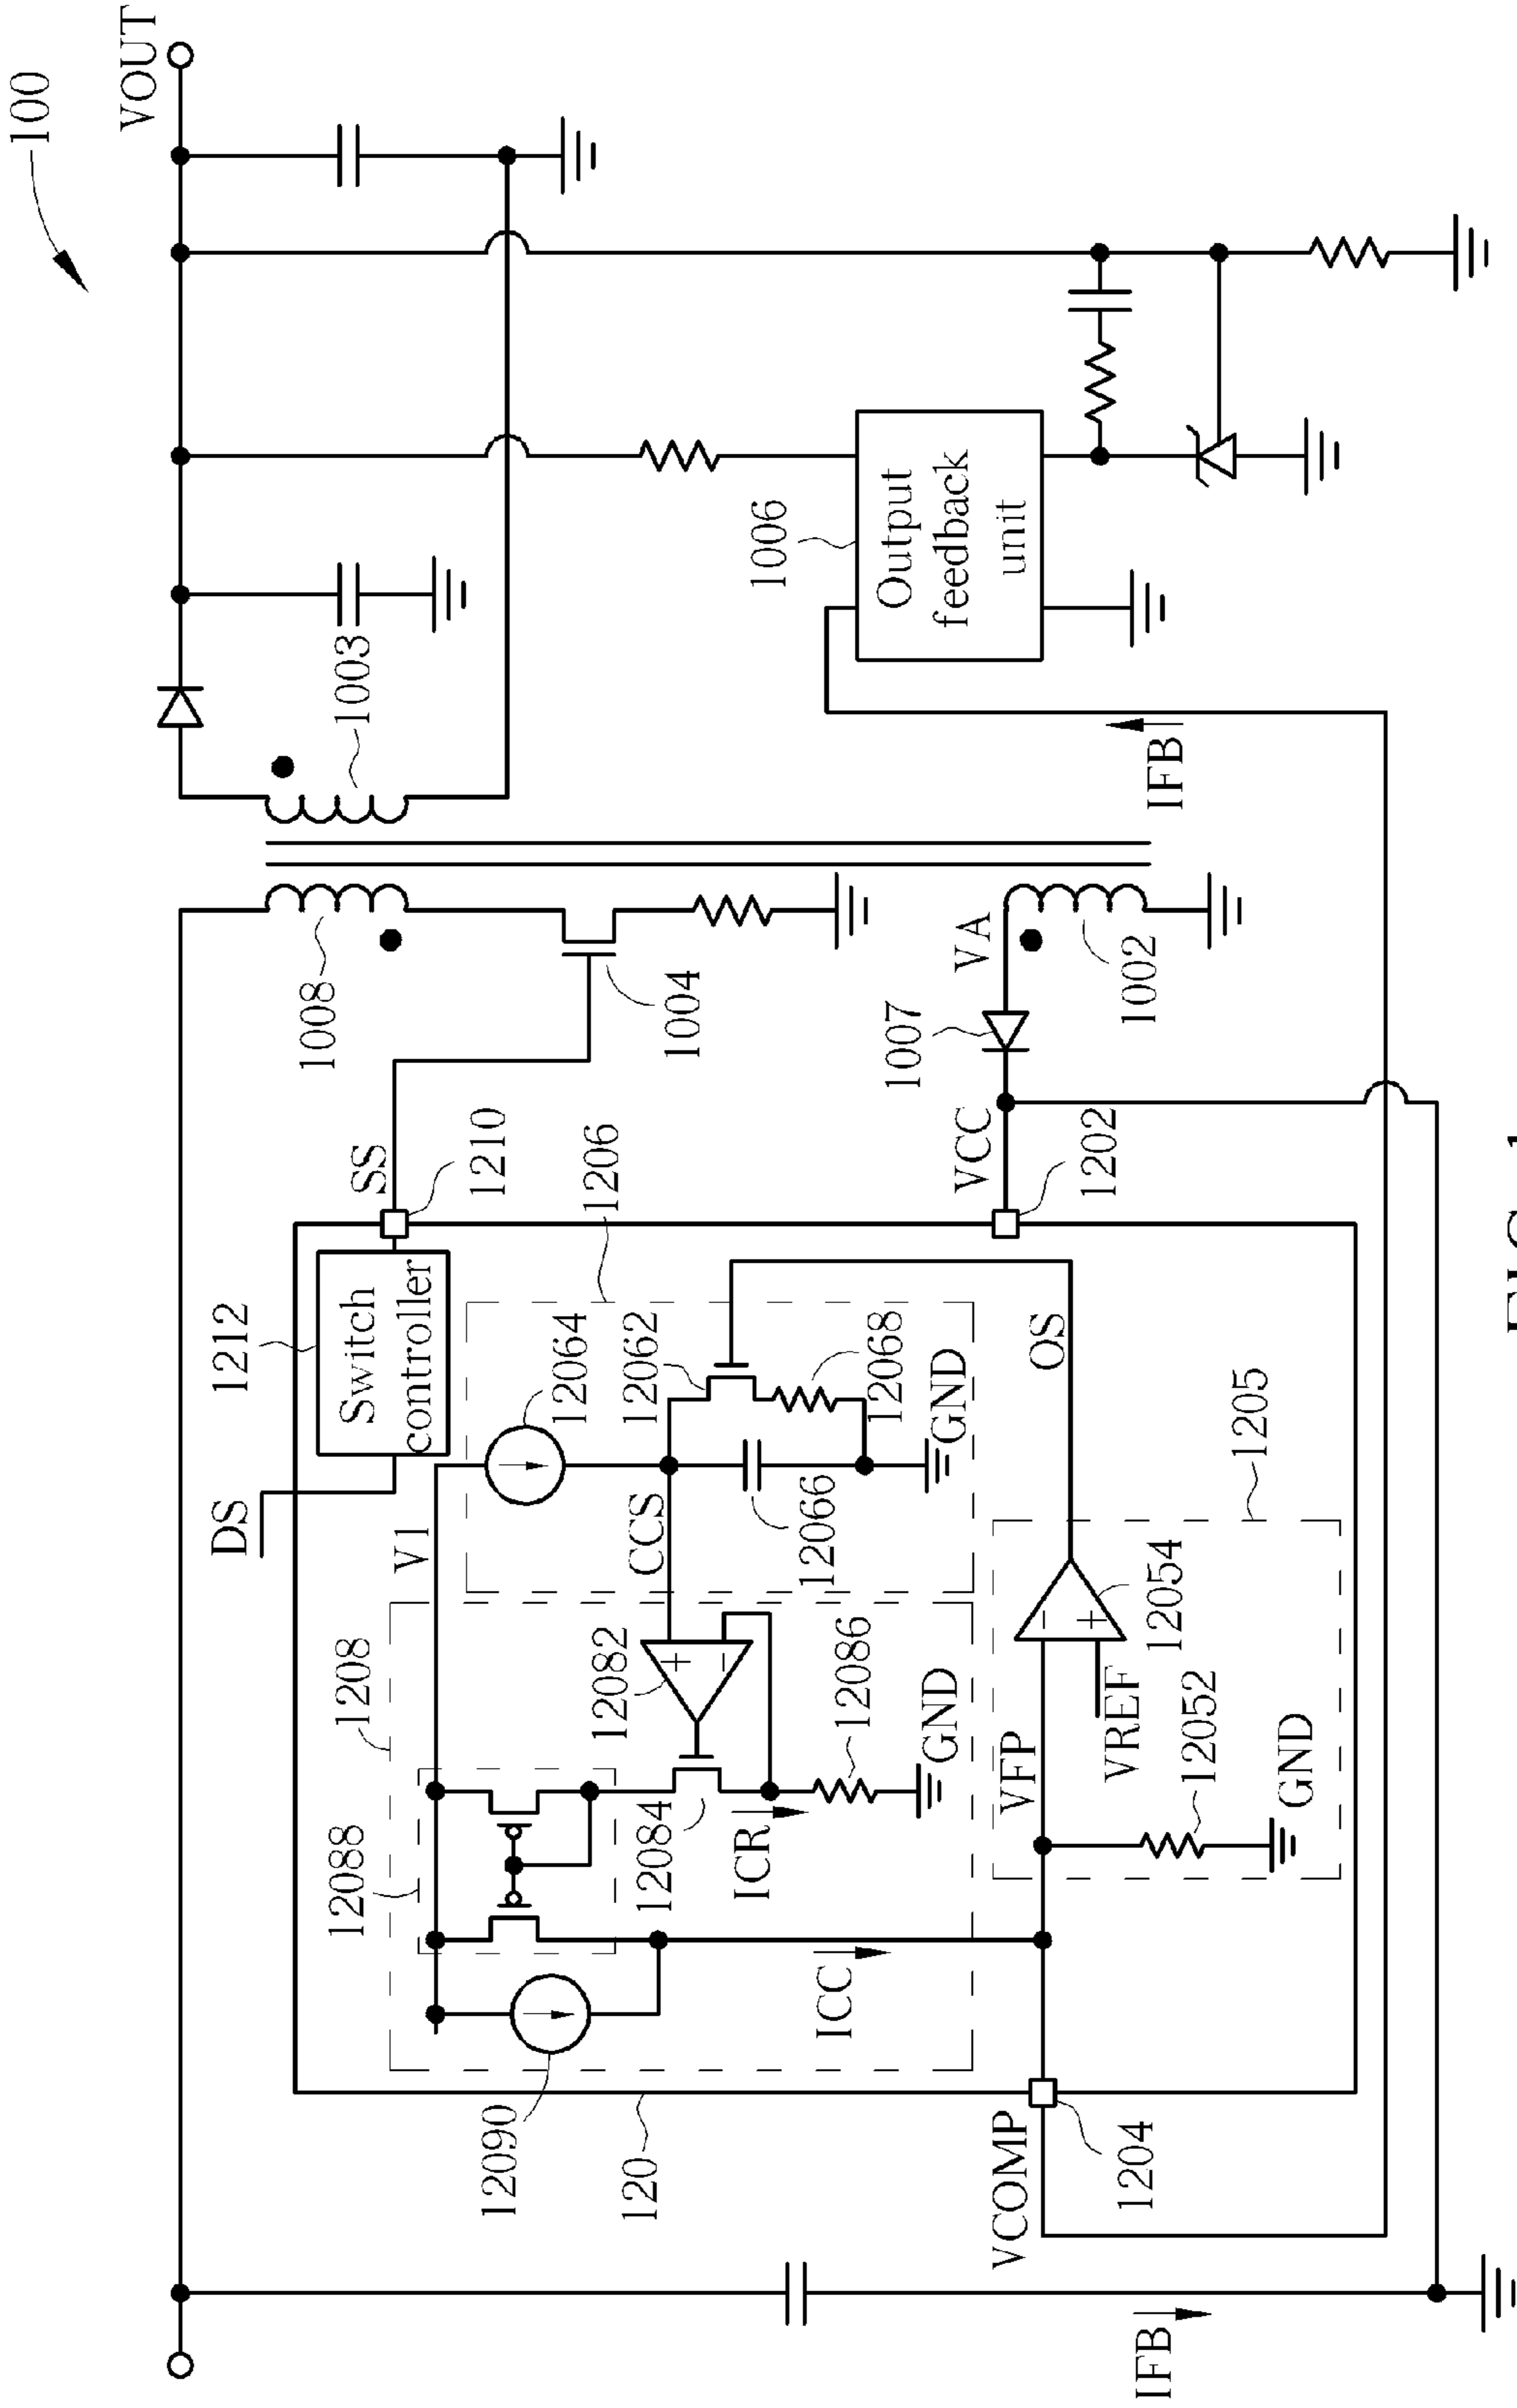 100
VOUT
1003
1006
Output
feedback
unit
IFB
1008
1004
VA
1002
1007
VCC
1202
SS
1210
1206
1212
Switch
controller
DS
V1
12064
12062
12068
GND
CCS
12066
OS
1205
1208
12082
12086
GND
12088
12084
ICR
VFP
VREF
12054
12052
GND
ICC
12090
120
VCOMP
1204
IFB